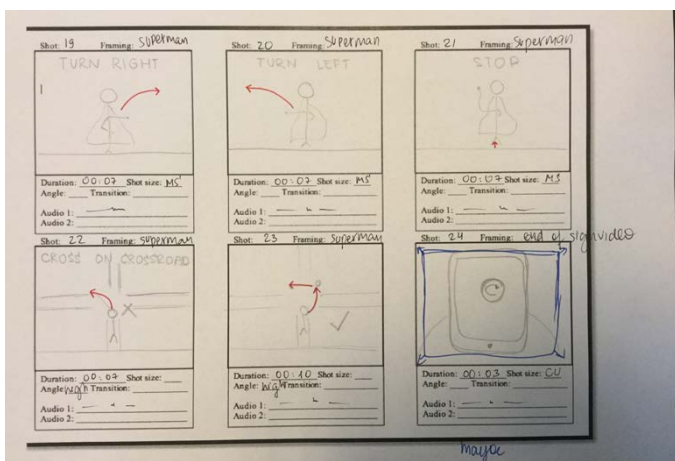 Shot: 19 Framing: Superman
TURN RIGHT
Duration: 00:07 Shot size: MS
Angle: Transition:
Audio 1:
Audio 2:
Shot: 20 Framing: Superman
TURN LEFT
Duration: 00:07 Shot size: MS
Angle: Transition:
Audio 1:
Audio 2:
Shot: 21 Framing: Superman
STOP
Duration: 00:07 Shot size: MS
Angle: Transition:
Audio 1:
Audio 2:
Shot: 22 Framing: Superman
CROSS ON CROSSROAD
Duration: 00:07 Shot size:
Angle: high Transition:
Audio 1:
Audio 2:
Shot: 23 Framing: Superman
Duration: 00:10 Shot size:
Angle: high Transition:
Audio 1:
Audio 2:
Shot: 24 Framing: end of sign video
Duration: 00:03 Shot size: CU
Angle: Transition:
Audio 1:
Audio 2: